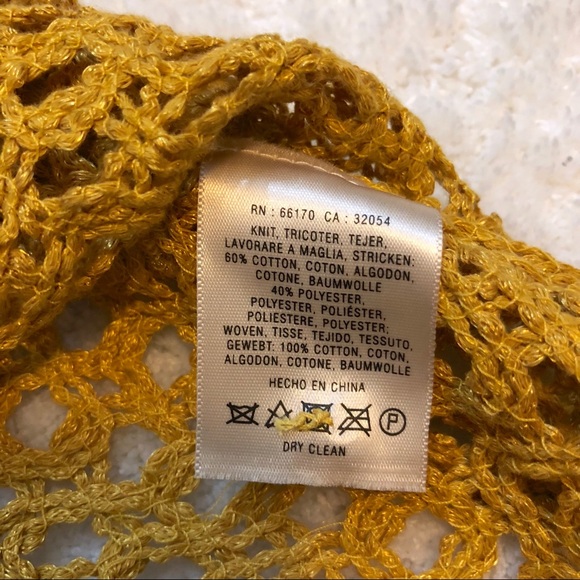 RN : 66170 CA : 32054
KNIT, TRICOTER, TEJER,
LAVORARE A MAGLIA, STRICKEN:
60% COTTON, COTON, ALGODON,
COTONE, BAUMWOLLE
40% POLYESTER,
POLYESTER, POLIÉSTER,
POLIESTERE, POLYESTER;
WOVEN, TISSE, TEJIDO, TESSUTO,
GEWEBT: 100% COTTON, COTON,
ALGODON, COTONE, BAUMWOLLE
HECHO EN CHINA
P
DRY CLEAN